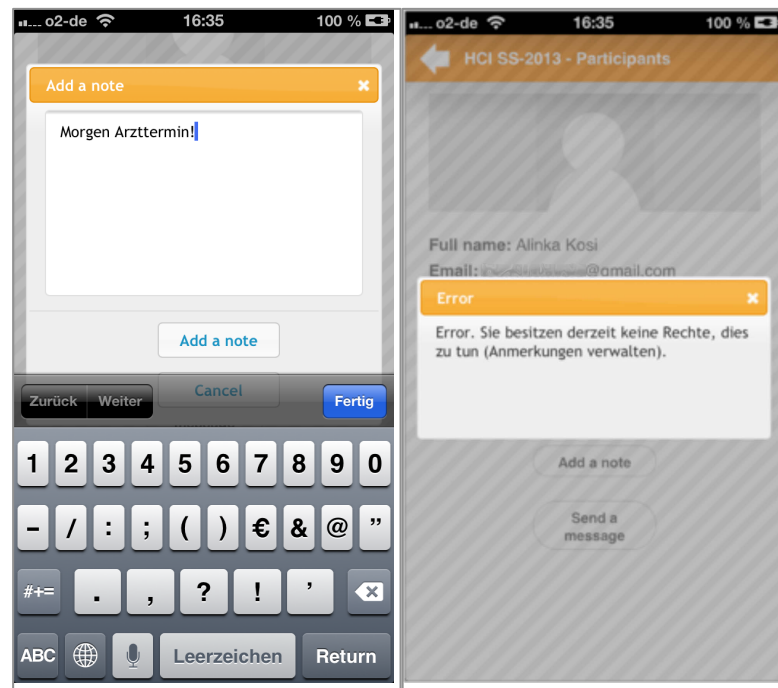 o2-de 16:35 100 %
Add a note
Morgen Arzttermin!
Add a note
Cancel
Zurück Weiter Fertig
1 2 3 4 5 6 7 8 9 0
- / : ; ( ) € & @ "
#+= . , ? ! '
ABC Leerzeichen Return
o2-de 16:35 100 %
HCI SS-2013 - Participants
Full name: Alinka Kosi
Email: @gmail.com
Error
Error. Sie besitzen derzeit keine Rechte, dies
zu tun (Anmerkungen verwalten).
Add a note
Send a
message